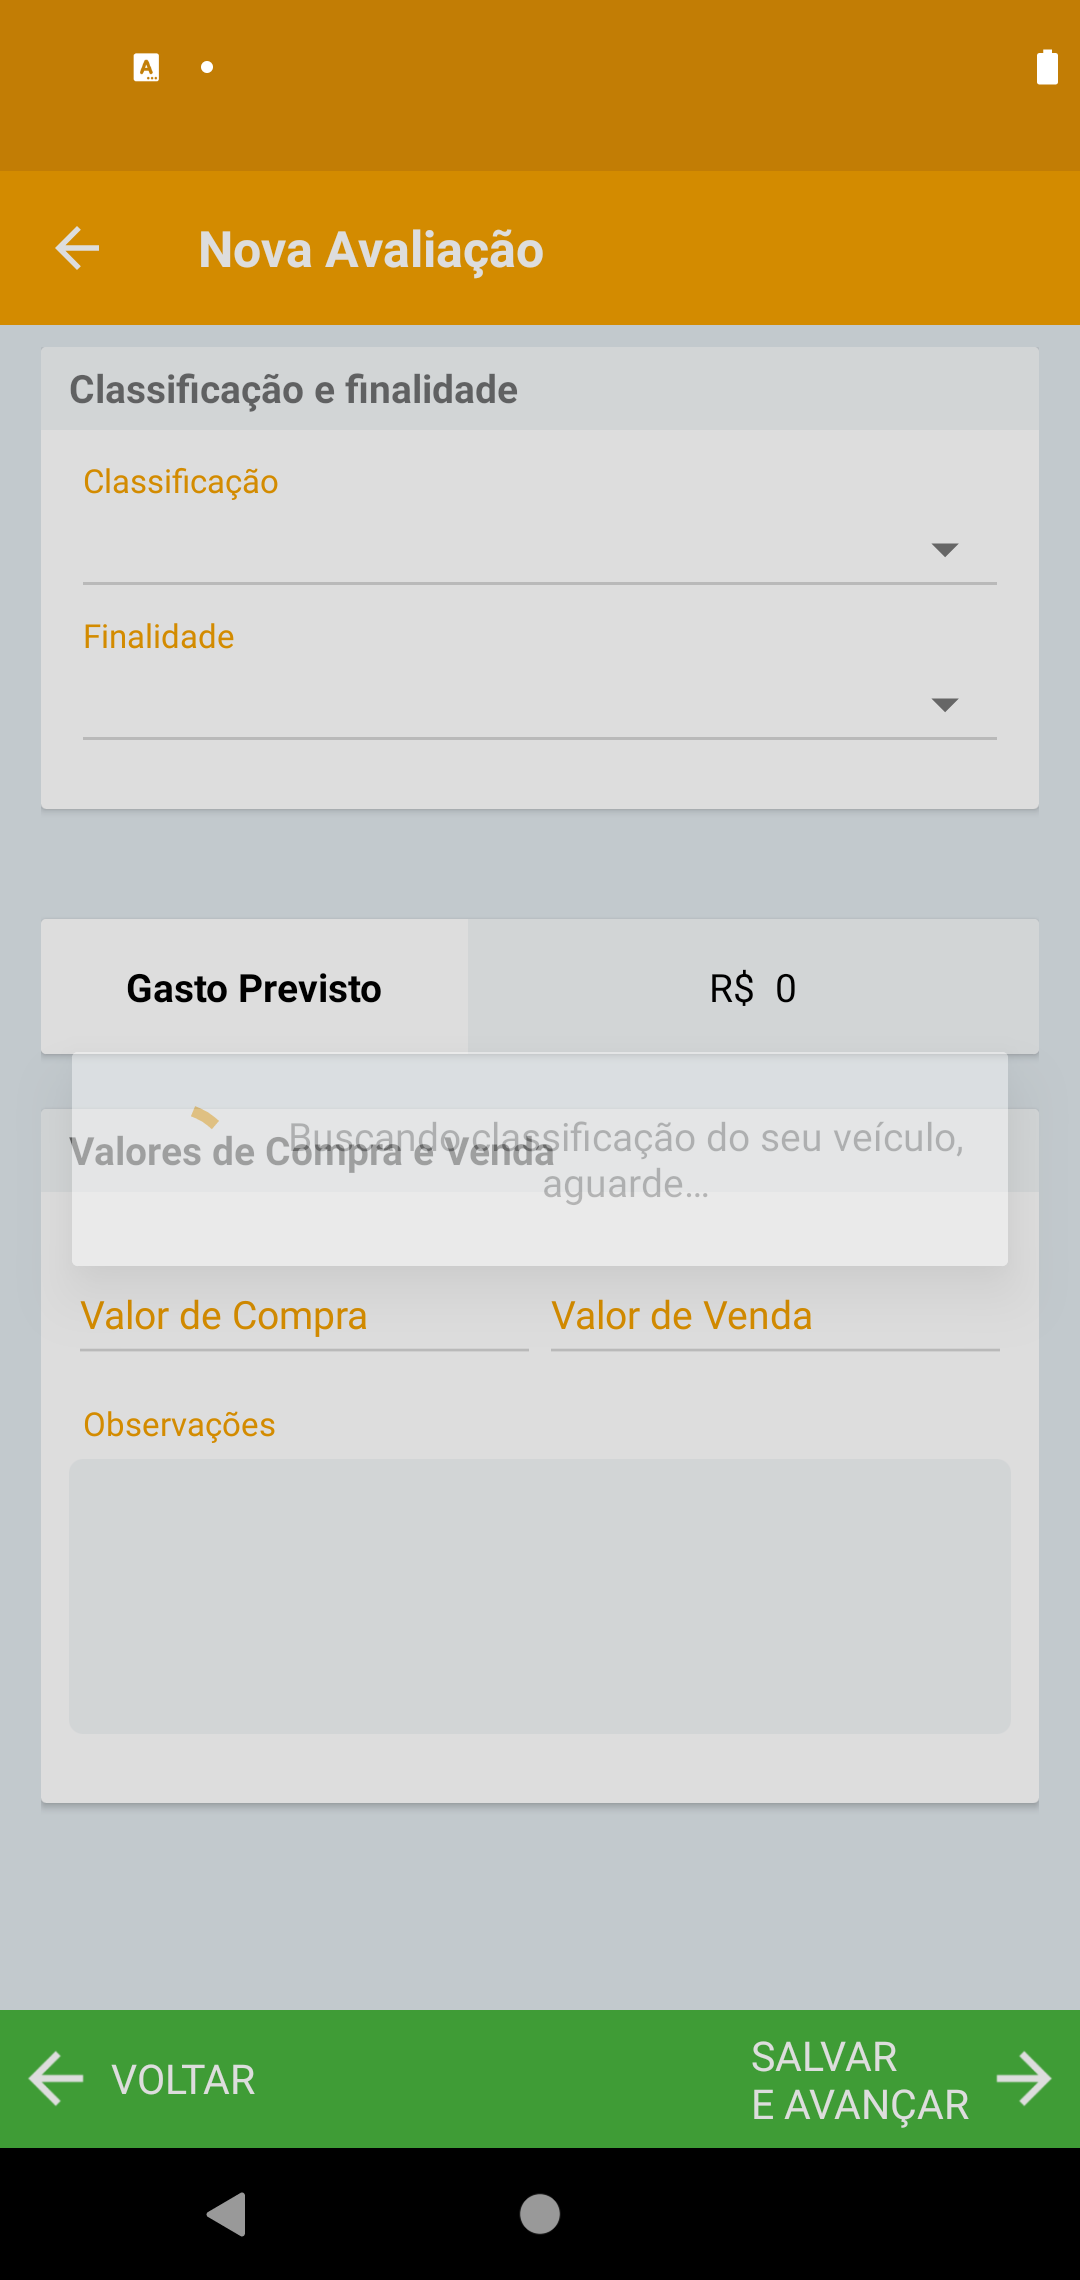 Nova Avaliação
Classificação e finalidade
Classificação
Finalidade
Gasto Previsto
R$ 0
Buscando classificação do seu veículo,
aguarde...
Valores de Compra e Venda
Valor de Compra
Valor de Venda
Observações
VOLTAR
SALVAR
E AVANÇAR